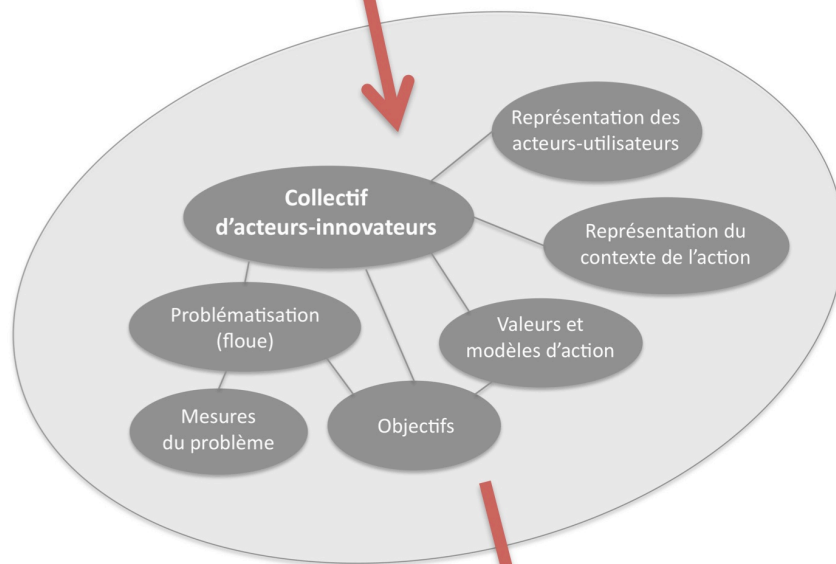 Représentation des
acteurs-utilisateurs
Collectif
d'acteurs-innovateurs
Représentation du
contexte de l'action
Problématisation
(floue)
Valeurs et
modèles d'action
Mesures
du problème
Objectifs